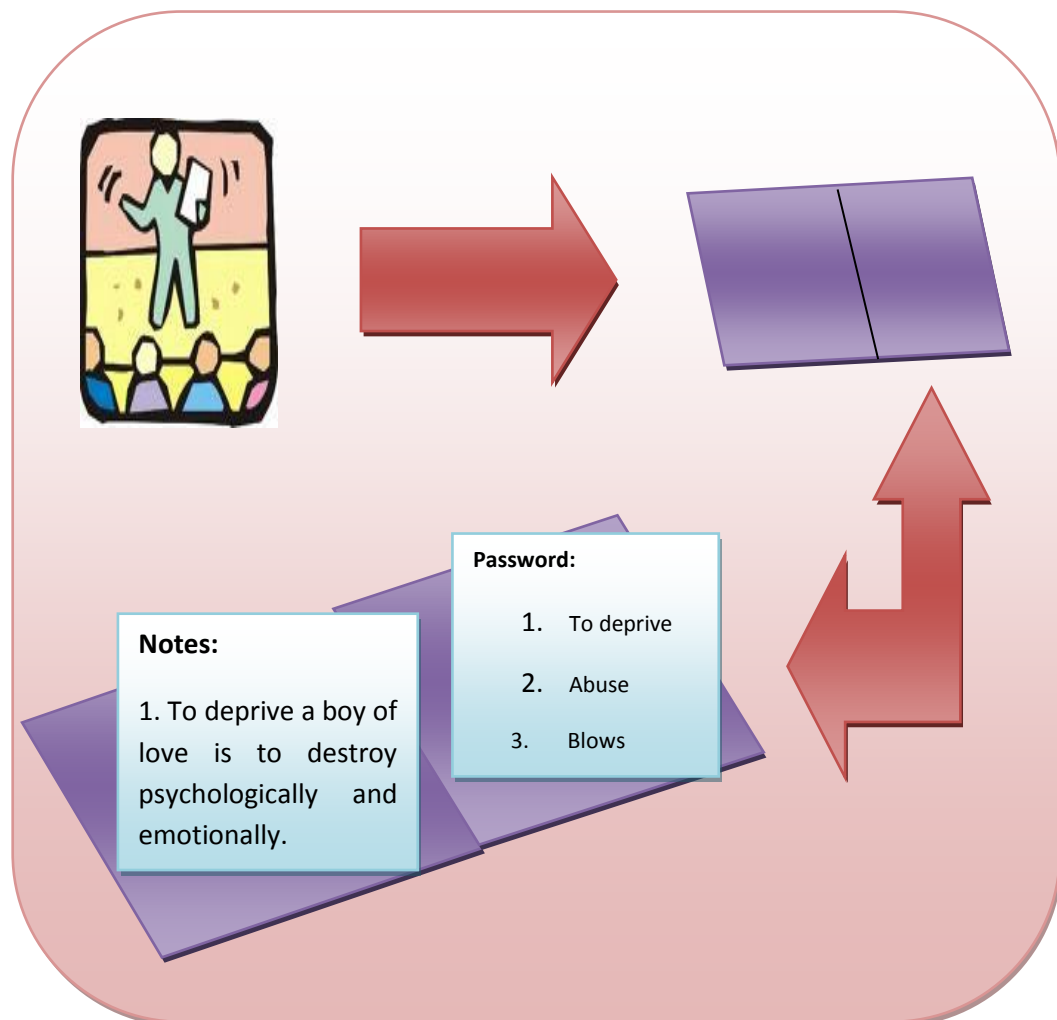 Password:
1. To deprive
2. Abuse
3. Blows
Notes:
1. To deprive a boy of
love is to destroy
psychologically and
emotionally.